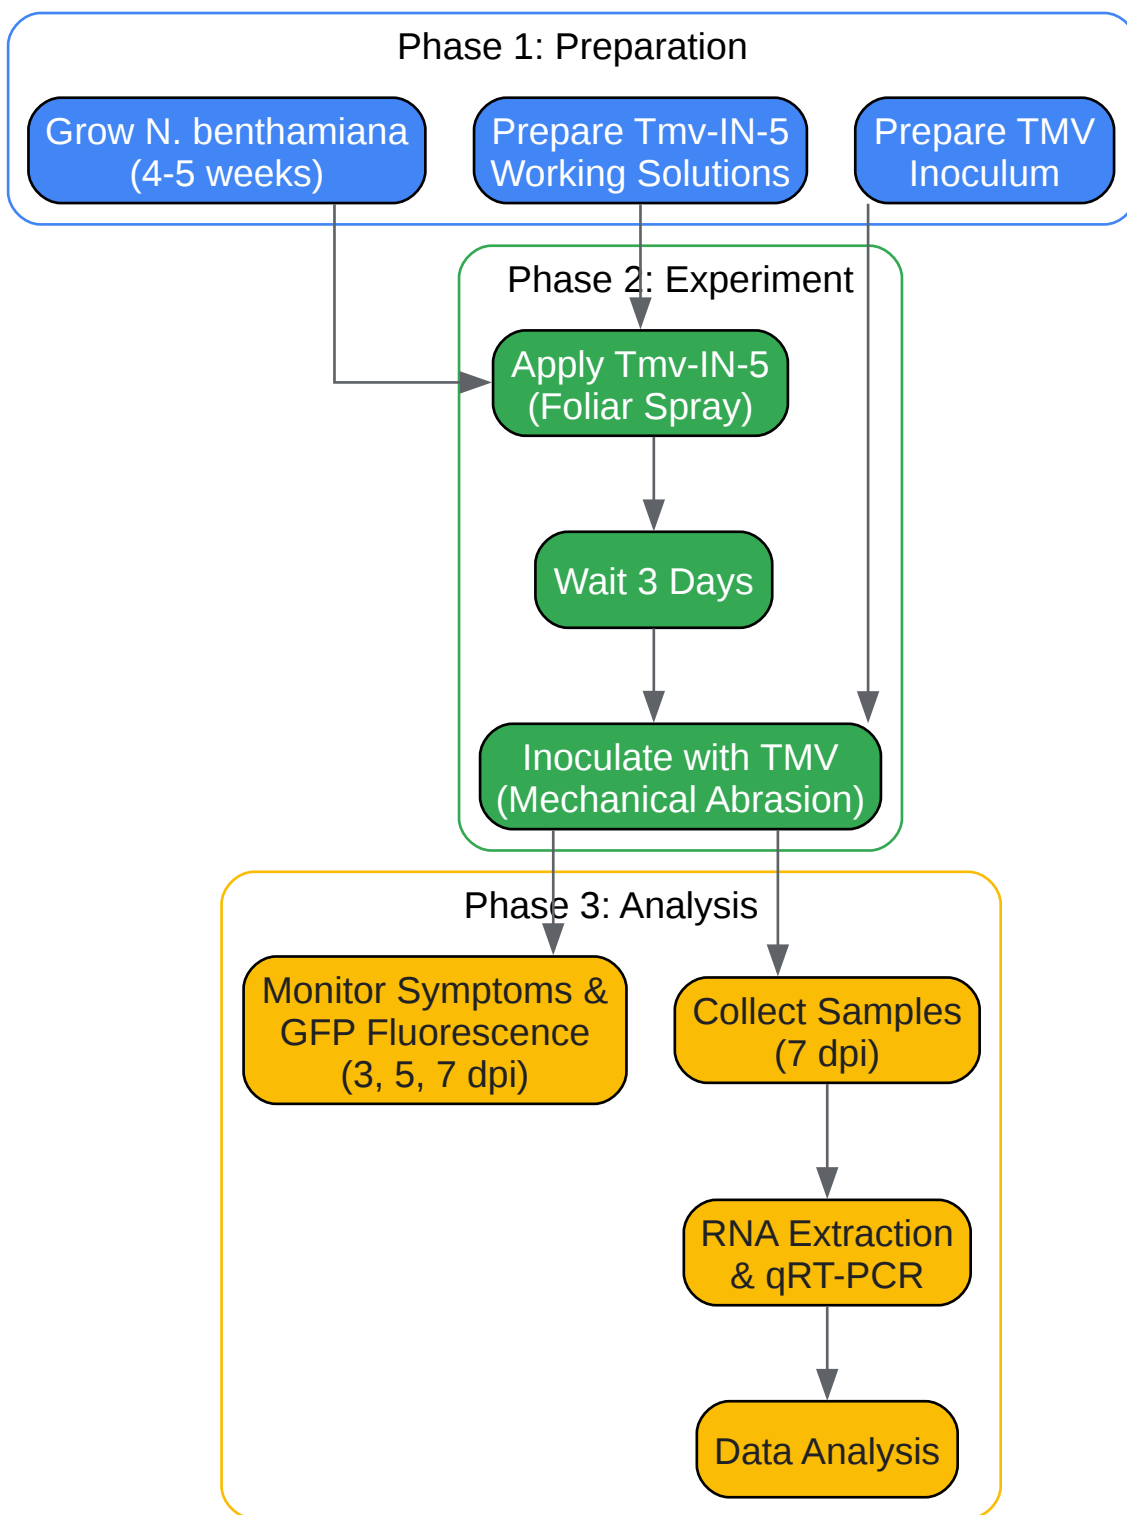 Phase 1: Preparation
Grow N. benthamiana
(4-5 weeks)
Prepare Tmv-IN-5
Working Solutions
Prepare TMV
Inoculum
Phase 2: Experiment
Apply Tmv-IN-5
(Foliar Spray)
Wait 3 Days
Inoculate with TMV
(Mechanical Abrasion)
Phase 3: Analysis
Monitor Symptoms &
GFP Fluorescence
(3, 5, 7 dpi)
Collect Samples
(7 dpi)
RNA Extraction
& qRT-PCR
Data Analysis